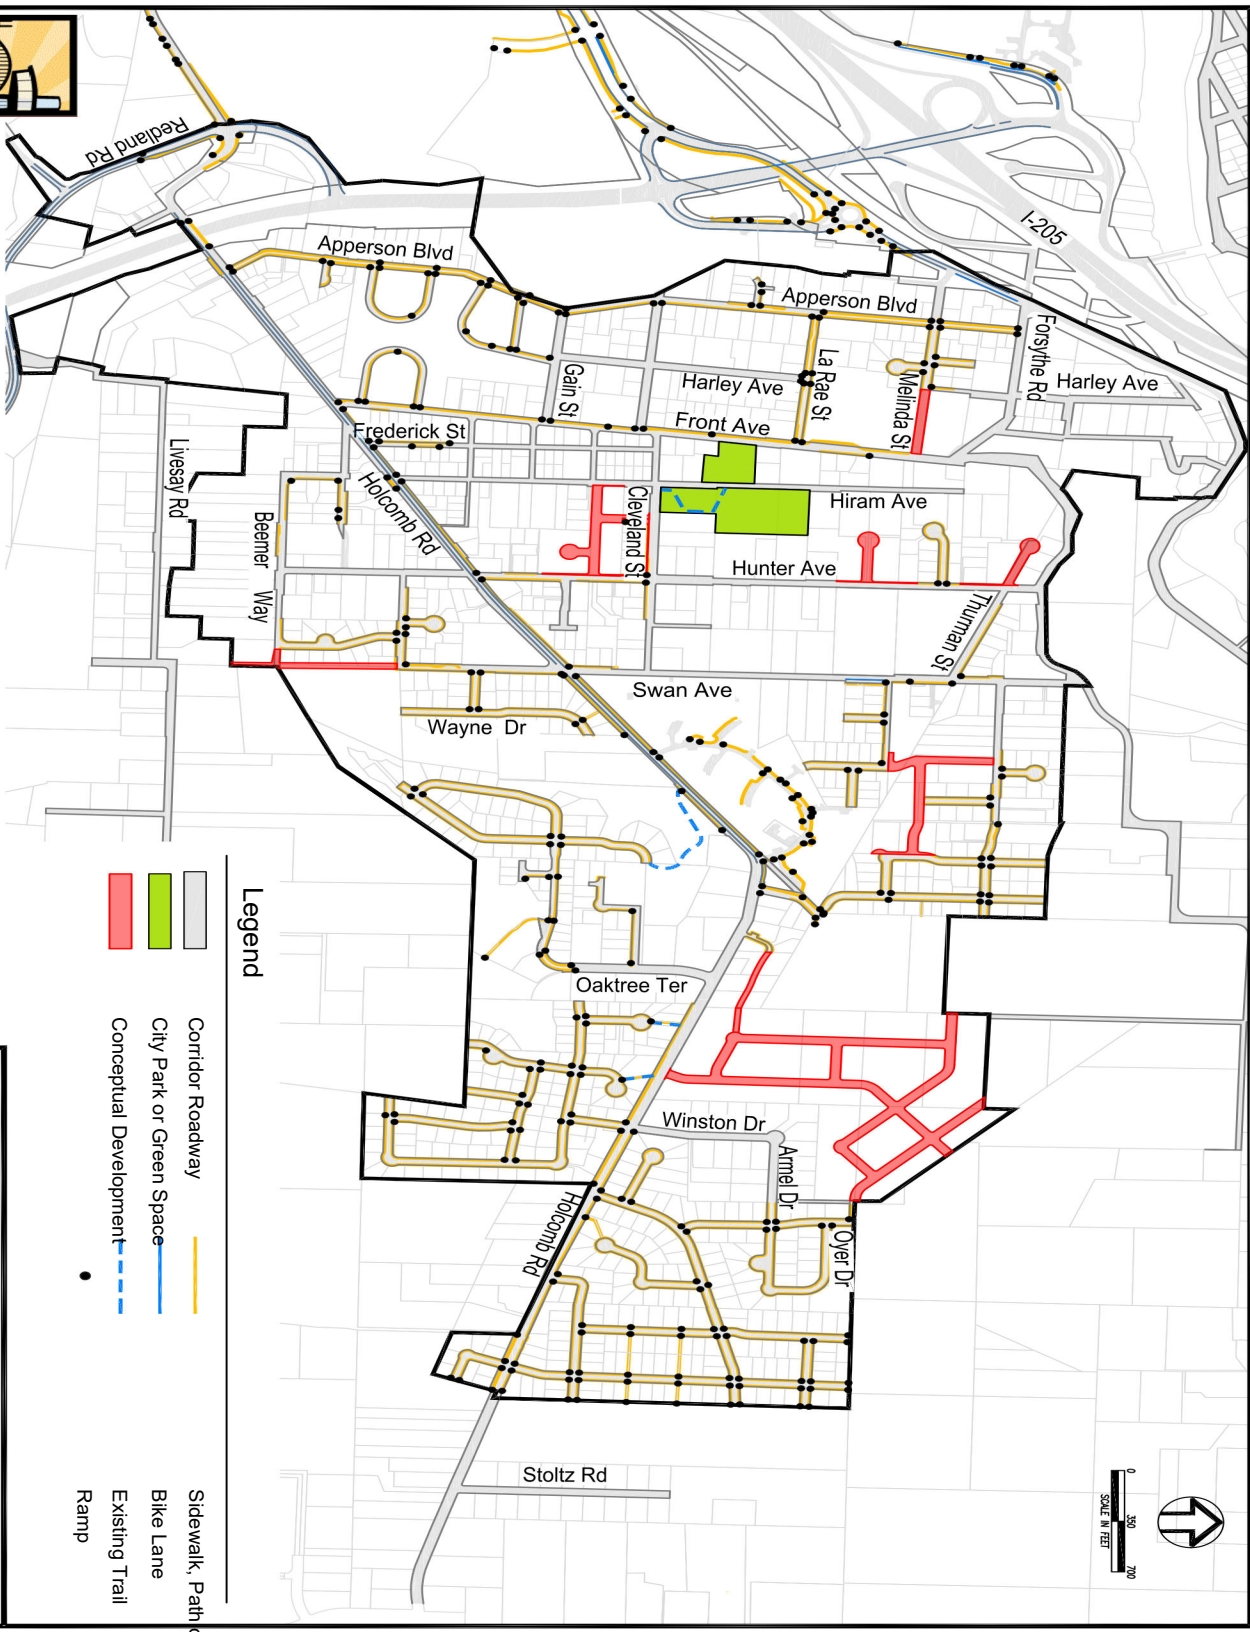 Redland Rd
I-205
Apperson Blvd
Apperson Blvd
Forsythe Rd
Harley Ave
La Rae St
Melinda St
Harley Ave
Gain St
Front Ave
Frederick St
Livesay Rd
Holcomb Rd
Cleveland St
Hiram Ave
Beemer Way
Hunter Ave
Thurman St
Swan Ave
Wayne Dr
Oaktree Ter
Winston Dr
Armel Dr
Oyer Dr
Holcomb Rd
Stoltz Rd
Legend
Corridor Roadway
City Park or Green Space
Conceptual Development
Sidewalk, Path
Bike Lane
Existing Trail
Ramp
0 350 700
SCALE IN FEET